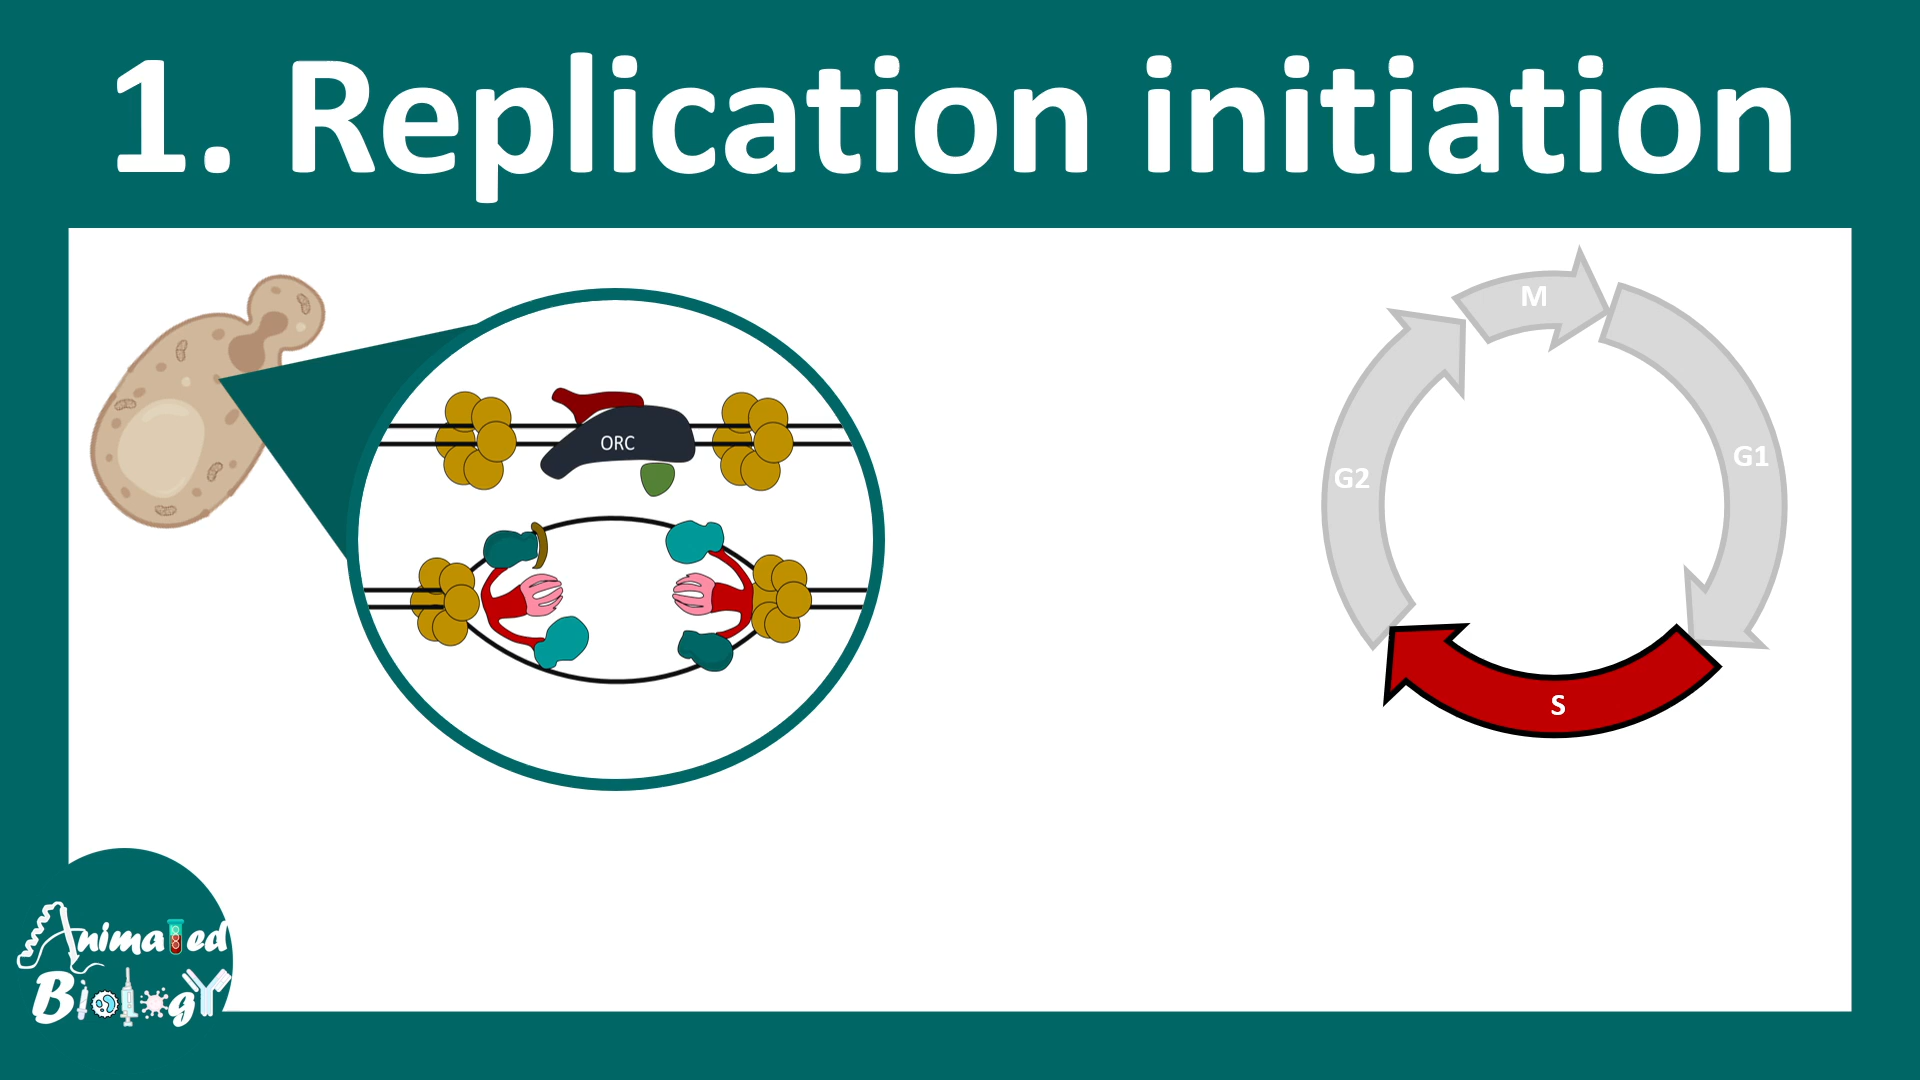 1. Replication initiation
ORC
M
G1
G2
S
Animated
Biology